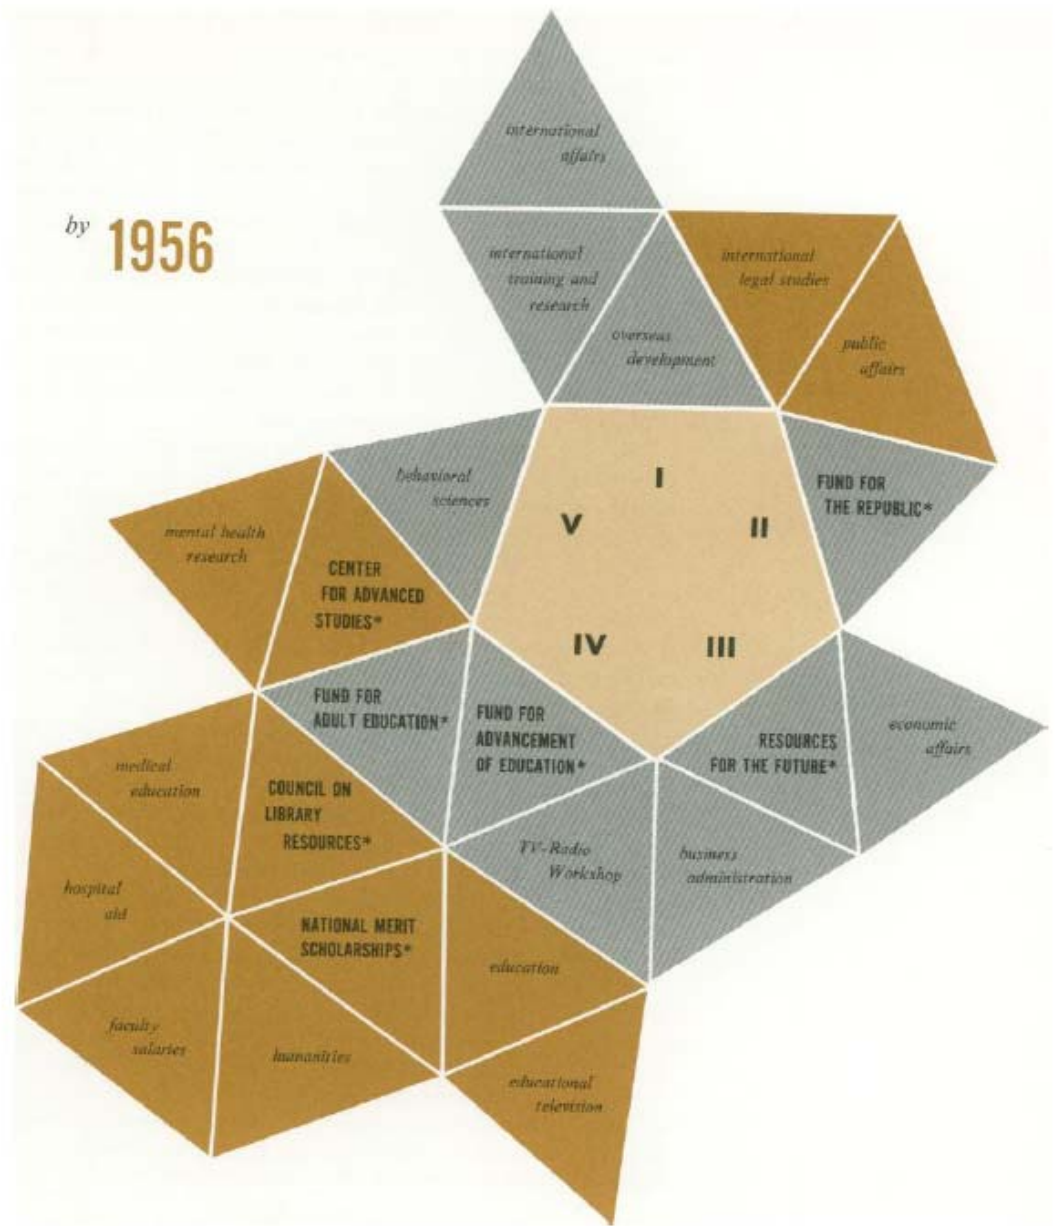 by 1956
international
affairs
international
training and
research
overseas
development
international
legal studies
public
affairs
behavioral
sciences
I
II
III
IV
V
FUND FOR
THE REPUBLIC*
mental health
research
CENTER
FOR ADVANCED
STUDIES*
FUND FOR
ADULT EDUCATION*
FUND FOR
ADVANCEMENT
OF EDUCATION*
RESOURCES
FOR THE FUTURE*
economic
affairs
medical
education
COUNCIL ON
LIBRARY
RESOURCES*
TV-Radio
Workshop
business
administration
hospital
aid
NATIONAL MERIT
SCHOLARSHIPS*
education
faculty
salaries
humanities
educational
television